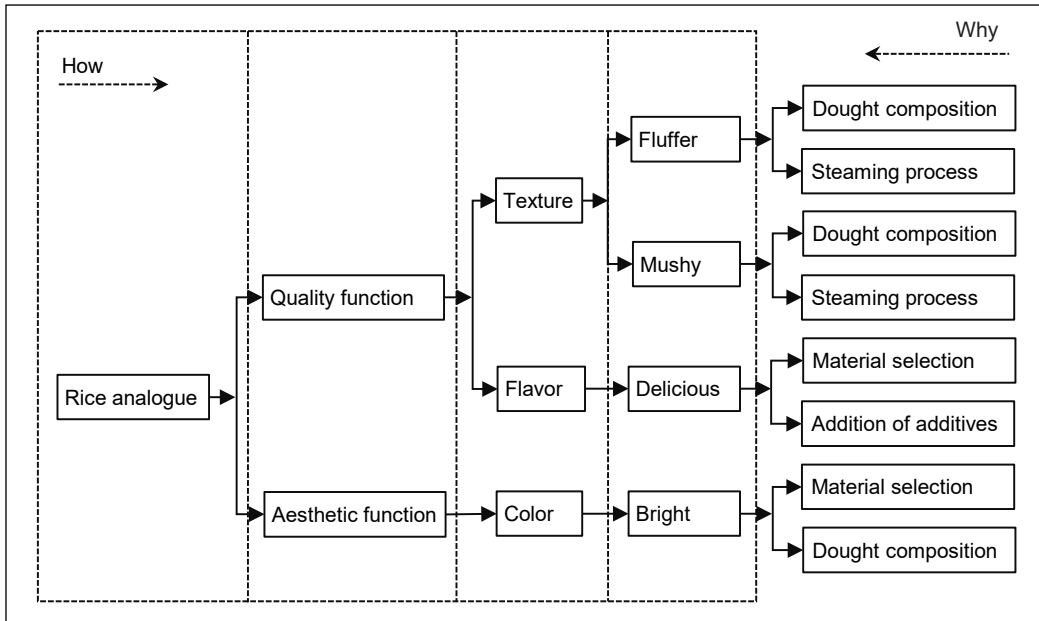 How
Why
Rice analogue
Quality function
Aesthetic function
Texture
Flavor
Color
Fluffer
Mushy
Delicious
Bright
Dought composition
Steaming process
Dought composition
Steaming process
Material selection
Addition of additives
Material selection
Dought composition